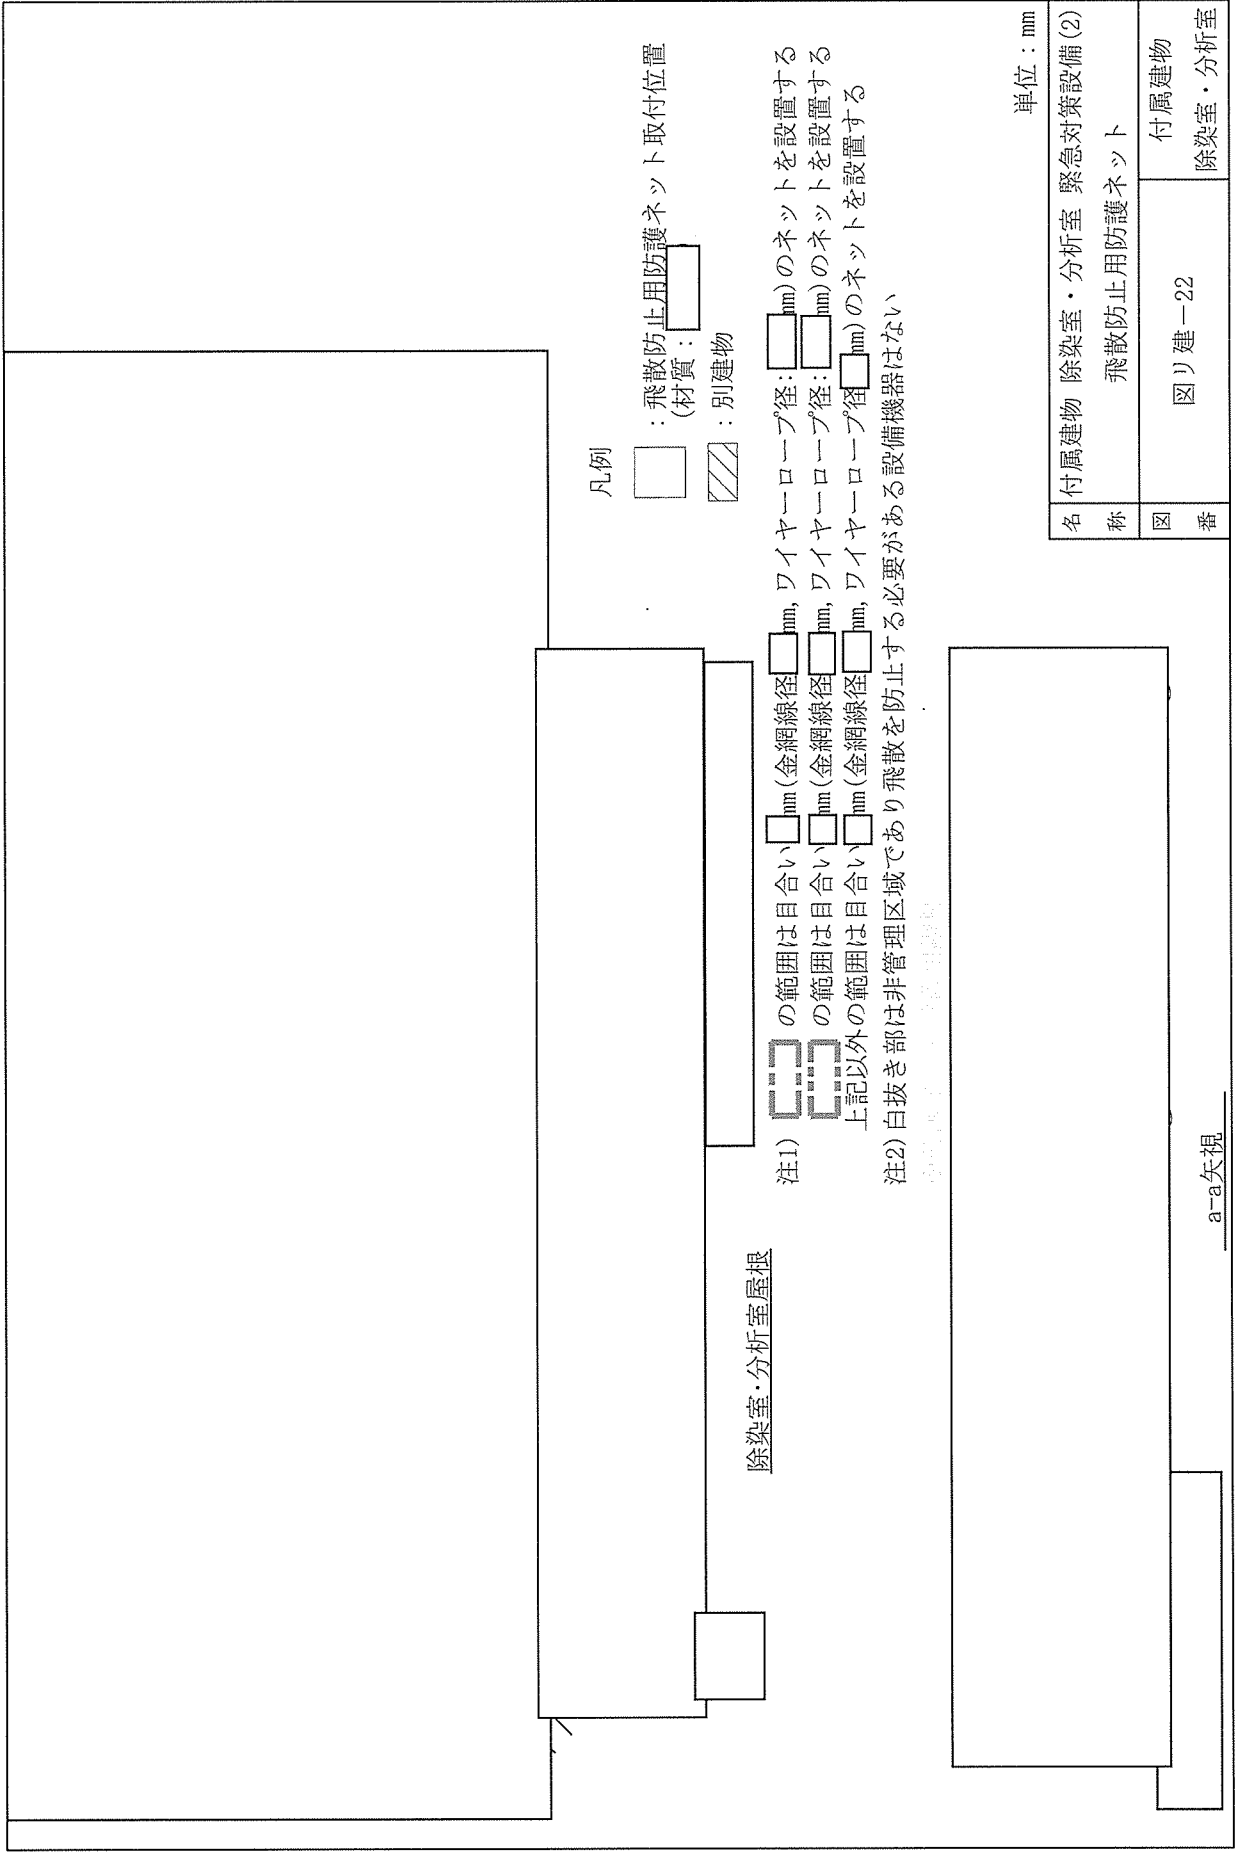 凡例
：飛散防止用防護ネット取付位置
(材質：
：別建物
除染室・分析室屋根
注1) の範囲は目合い mm(金網線径 mm, ワイヤーロープ径： mm)のネットを設置する
の範囲は目合い mm(金網線径 mm, ワイヤーロープ径： mm)のネットを設置する
上記以外の範囲は目合い mm(金網線径 mm, ワイヤーロープ径 mm)のネットを設置する
注2) 白抜き部は非管理区域であり飛散を防止する必要がある設備機器はない
a-a矢視
単位：mm
名称 付属建物 除染室・分析室 緊急対策設備(2)
飛散防止用防護ネット
図番 図リ建－22
付属建物
除染室・分析室